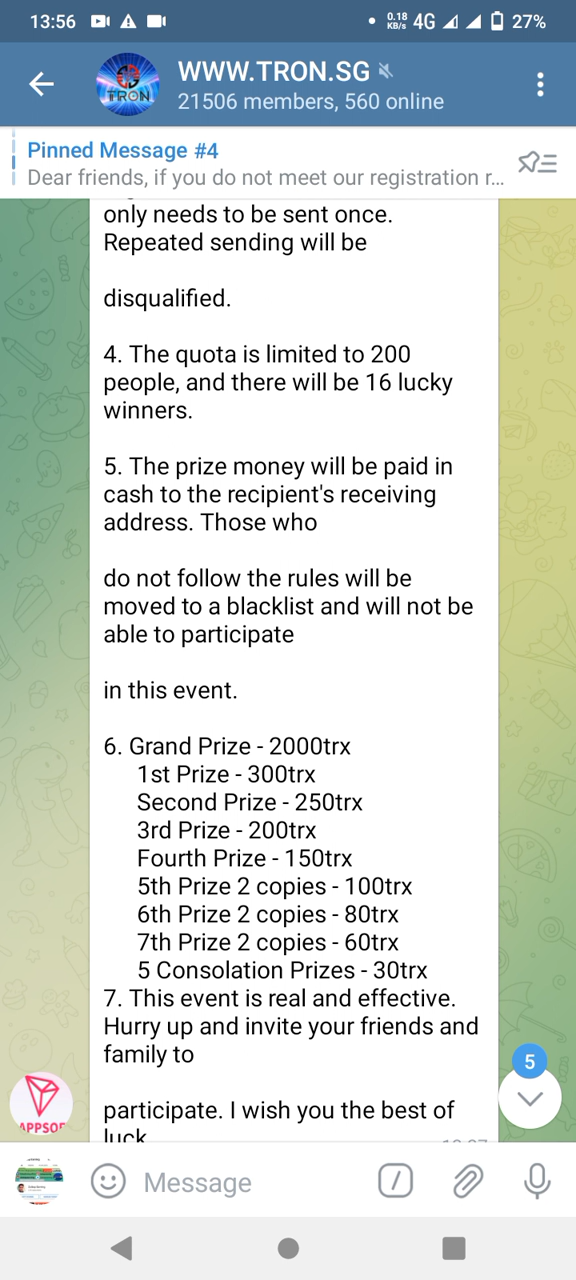 13:56
0.18 KB/s 4G 27%
WWW.TRON.SG
21506 members, 560 online
TRON
Pinned Message #4
Dear friends, if you do not meet our registration r...
only needs to be sent once.
Repeated sending will be
disqualified.
4. The quota is limited to 200
people, and there will be 16 lucky
winners.
5. The prize money will be paid in
cash to the recipient's receiving
address. Those who
do not follow the rules will be
moved to a blacklist and will not be
able to participate
in this event.
6. Grand Prize - 2000trx
1st Prize - 300trx
Second Prize - 250trx
3rd Prize - 200trx
Fourth Prize - 150trx
5th Prize 2 copies - 100trx
6th Prize 2 copies - 80trx
7th Prize 2 copies - 60trx
5 Consolation Prizes - 30trx
7. This event is real and effective.
Hurry up and invite your friends and
family to
participate. I wish you the best of
luck
5
Message